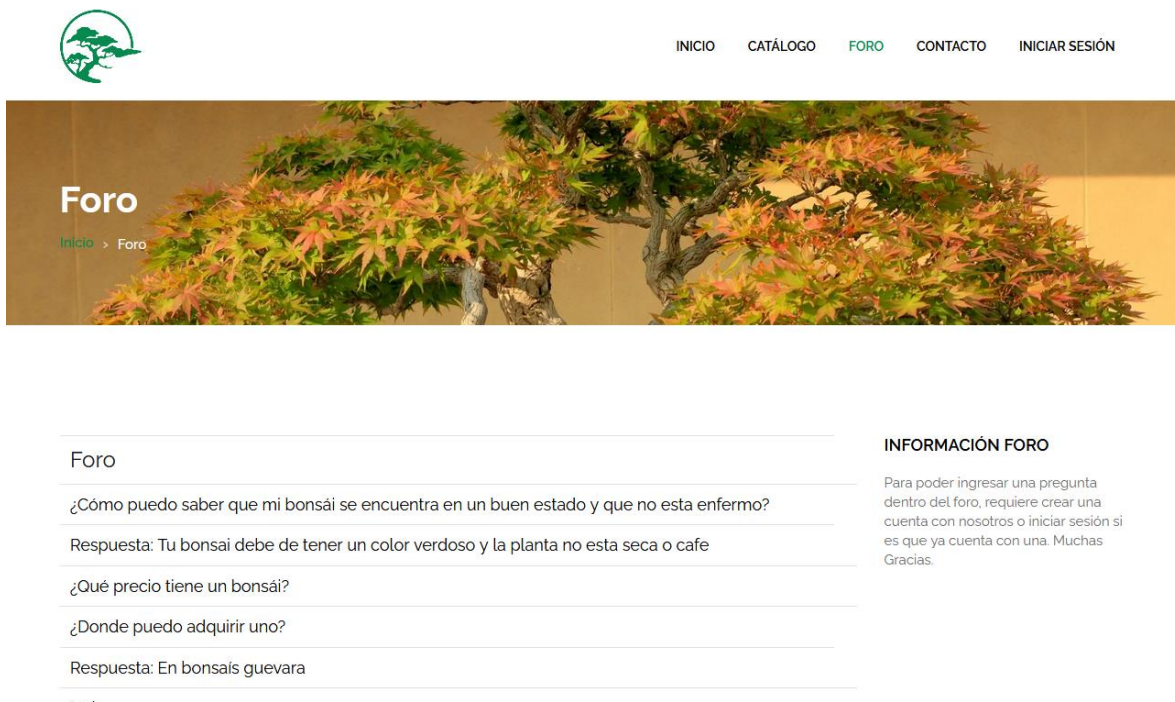 INICIO CATÁLOGO FORO CONTACTO INICIAR SESIÓN
Foro
Inicio > Foro
Foro
¿Cómo puedo saber que mi bonsái se encuentra en un buen estado y que no esta enfermo?
Respuesta: Tu bonsai debe de tener un color verdoso y la planta no esta seca o cafe
¿Qué precio tiene un bonsái?
¿Donde puedo adquirir uno?
Respuesta: En bonsaís guevara
INFORMACIÓN FORO
Para poder ingresar una pregunta
dentro del foro, requiere crear una
cuenta con nosotros o iniciar sesión si
es que ya cuenta con una. Muchas
Gracias.